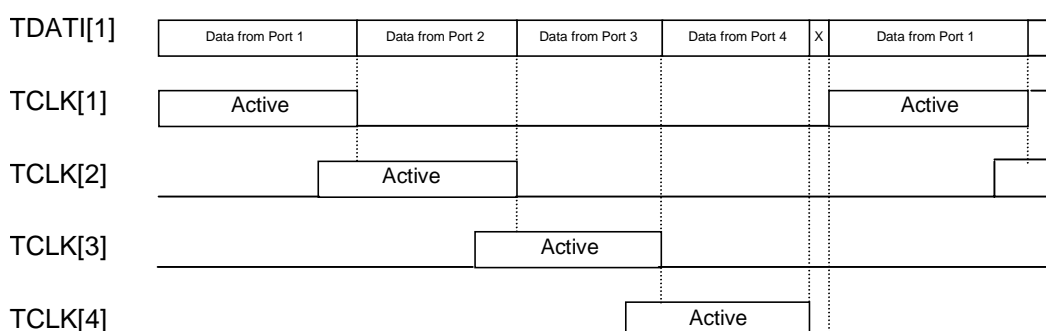 TDATI[1] Data from Port 1 Data from Port 2 Data from Port 3 Data from Port 4 X Data from Port 1
TCLK[1] Active Active
TCLK[2] Active
TCLK[3] Active
TCLK[4] Active